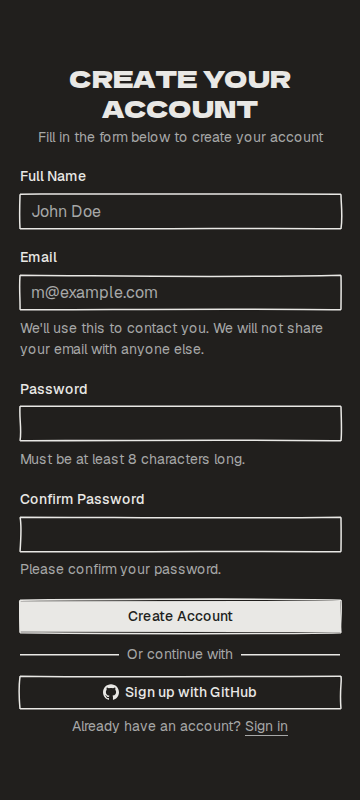 CREATE YOUR
ACCOUNT
Fill in the form below to create your account
Full Name
John Doe
Email
m@example.com
We'll use this to contact you. We will not share
your email with anyone else.
Password
Must be at least 8 characters long.
Confirm Password
Please confirm your password.
Create Account
Or continue with
Sign up with GitHub
Already have an account? Sign in